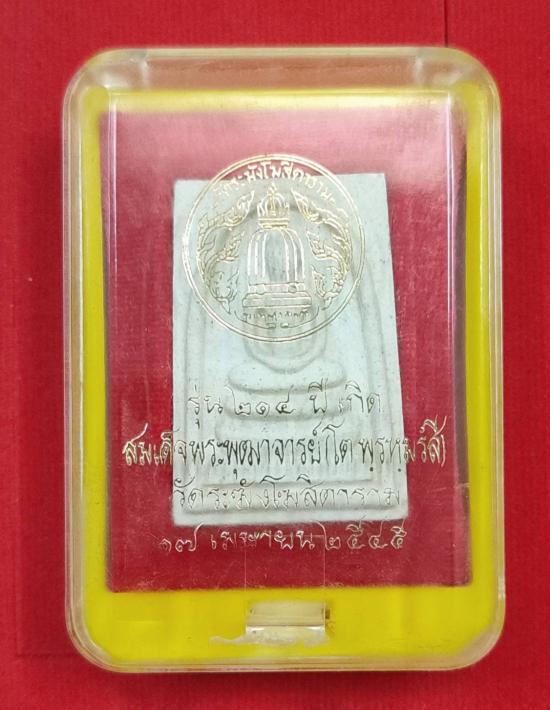 วัดระฆังโฆสิตาราม
รุ่น ๒๑๔ ปี เกิด
สมเด็จพระพุฒาจารย์(โต พฺรหฺมรํสี)
วัดระฆังโฆสิตาราม
๑๗ เมษายน ๒๕๔๕